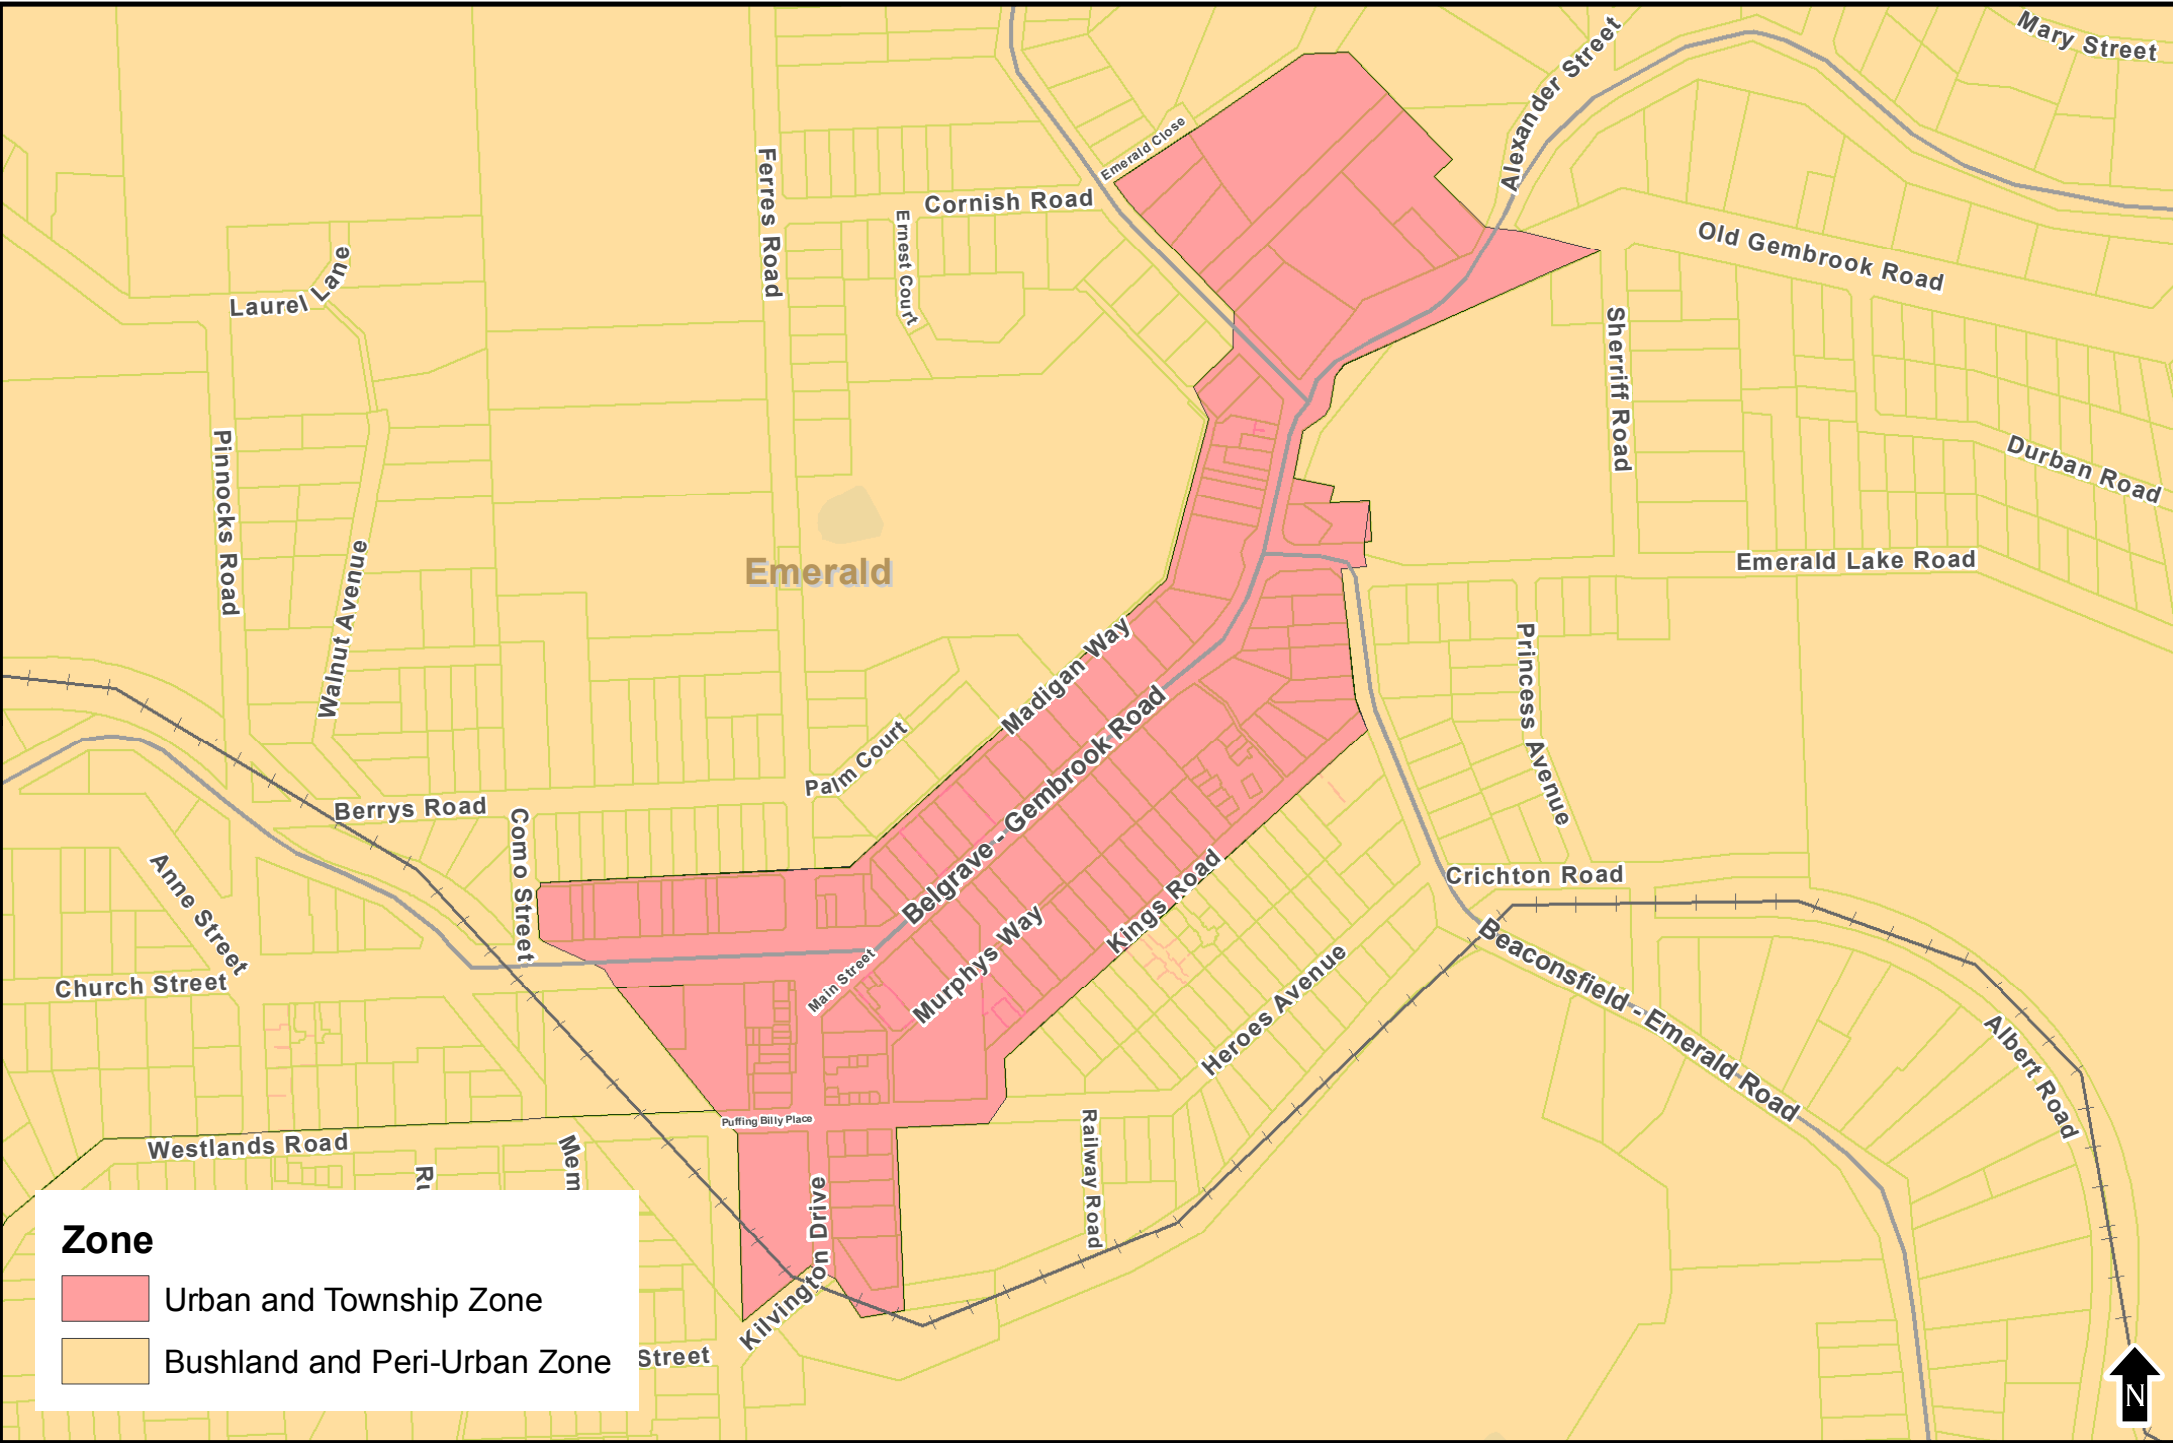 Mary Street
Alexander Street
Emerald Close
Ferres Road
Cornish Road
Ernest Court
Old Gembrook Road
Laurel Lane
Sherriff Road
Pinnocks Road
Durban Road
Walnut Avenue
Emerald
Emerald Lake Road
Madigan Way
Princess Avenue
Palm Court
Belgrave - Gembrook Road
Berrys Road
Como Street
Anne Street
Crichton Road
Kings Road
Murphys Way
Main Street
Church Street
Heroes Avenue
Beaconsfield - Emerald Road
Albert Road
Puffing Billy Place
Westlands Road
Railway Road
Ru
Mem
Kilvington Drive
Street
Zone
Urban and Township Zone
Bushland and Peri-Urban Zone
N